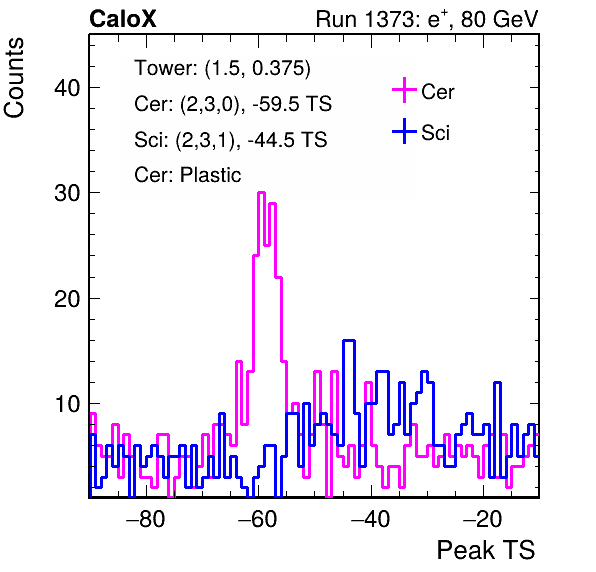 CaloX Run 1373: e⁺, 80 GeV
Counts
Tower: (1.5, 0.375)
Cer: (2,3,0), -59.5 TS
Sci: (2,3,1), -44.5 TS
Cer: Plastic
Cer
Sci
40
30
20
10
−80 −60 −40 −20
Peak TS